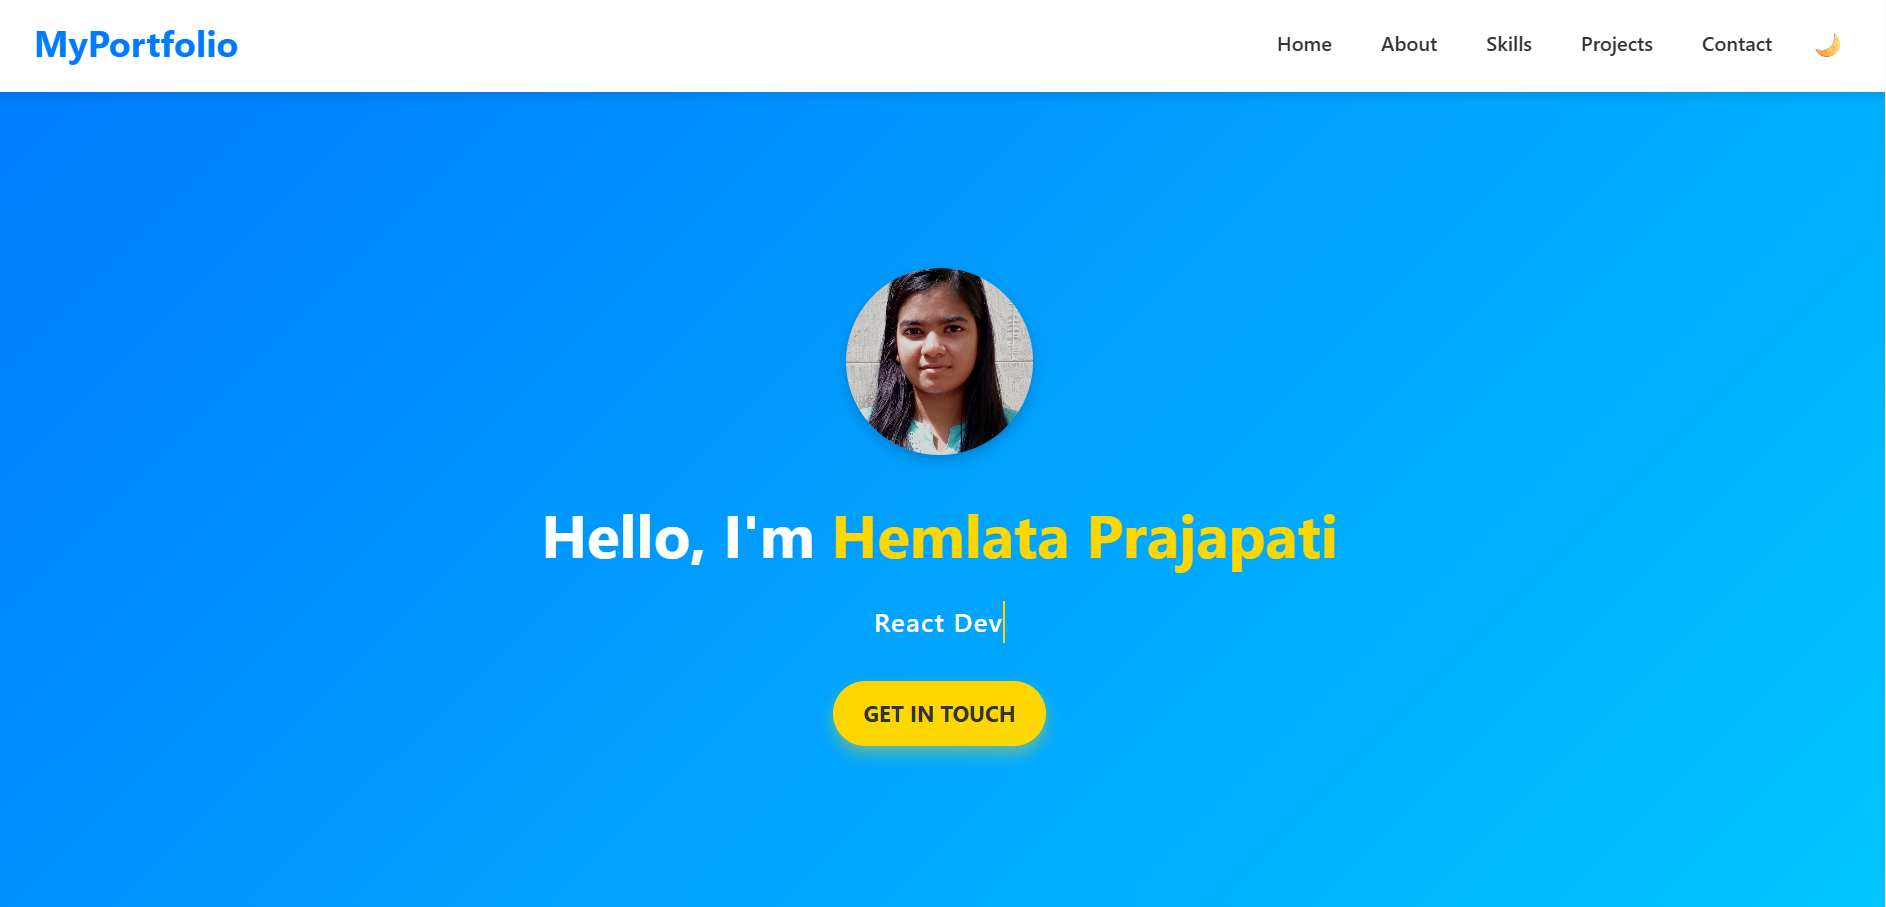 MyPortfolio
Home About Skills Projects Contact
Hello, I'm Hemlata Prajapati
React Dev
GET IN TOUCH